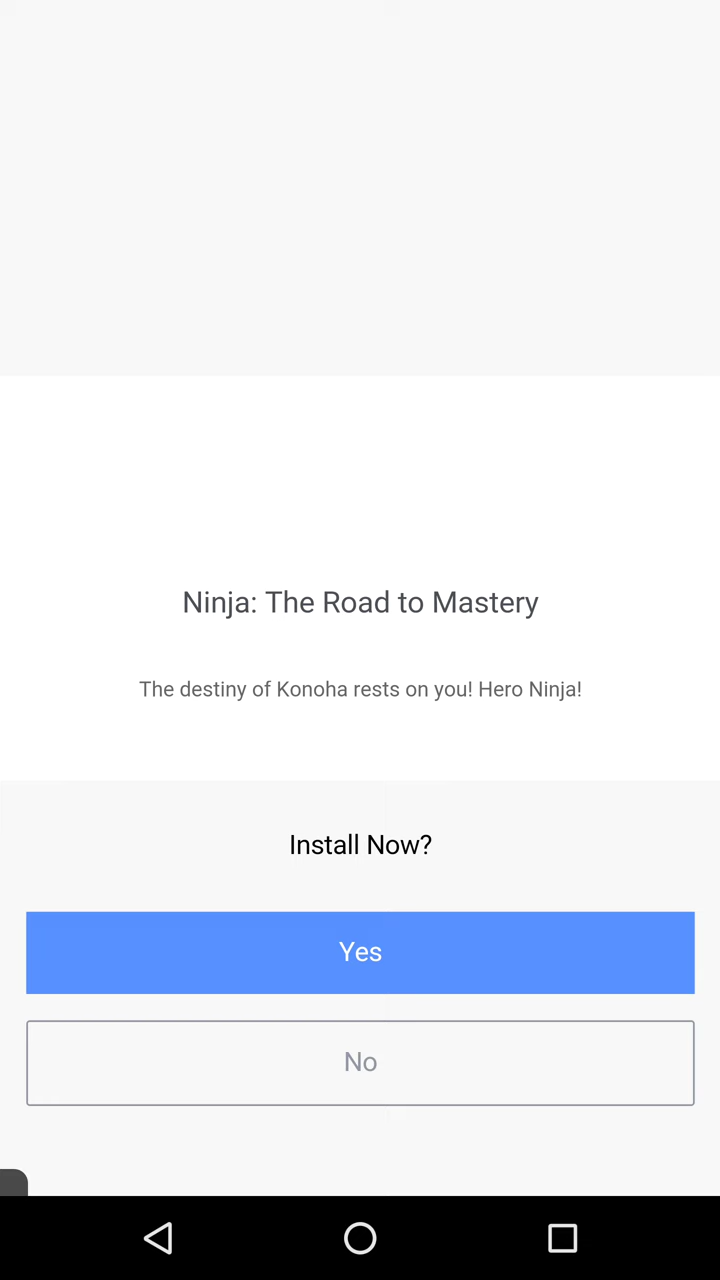 Ninja: The Road to Mastery
The destiny of Konoha rests on you! Hero Ninja!
Install Now?
Yes
No